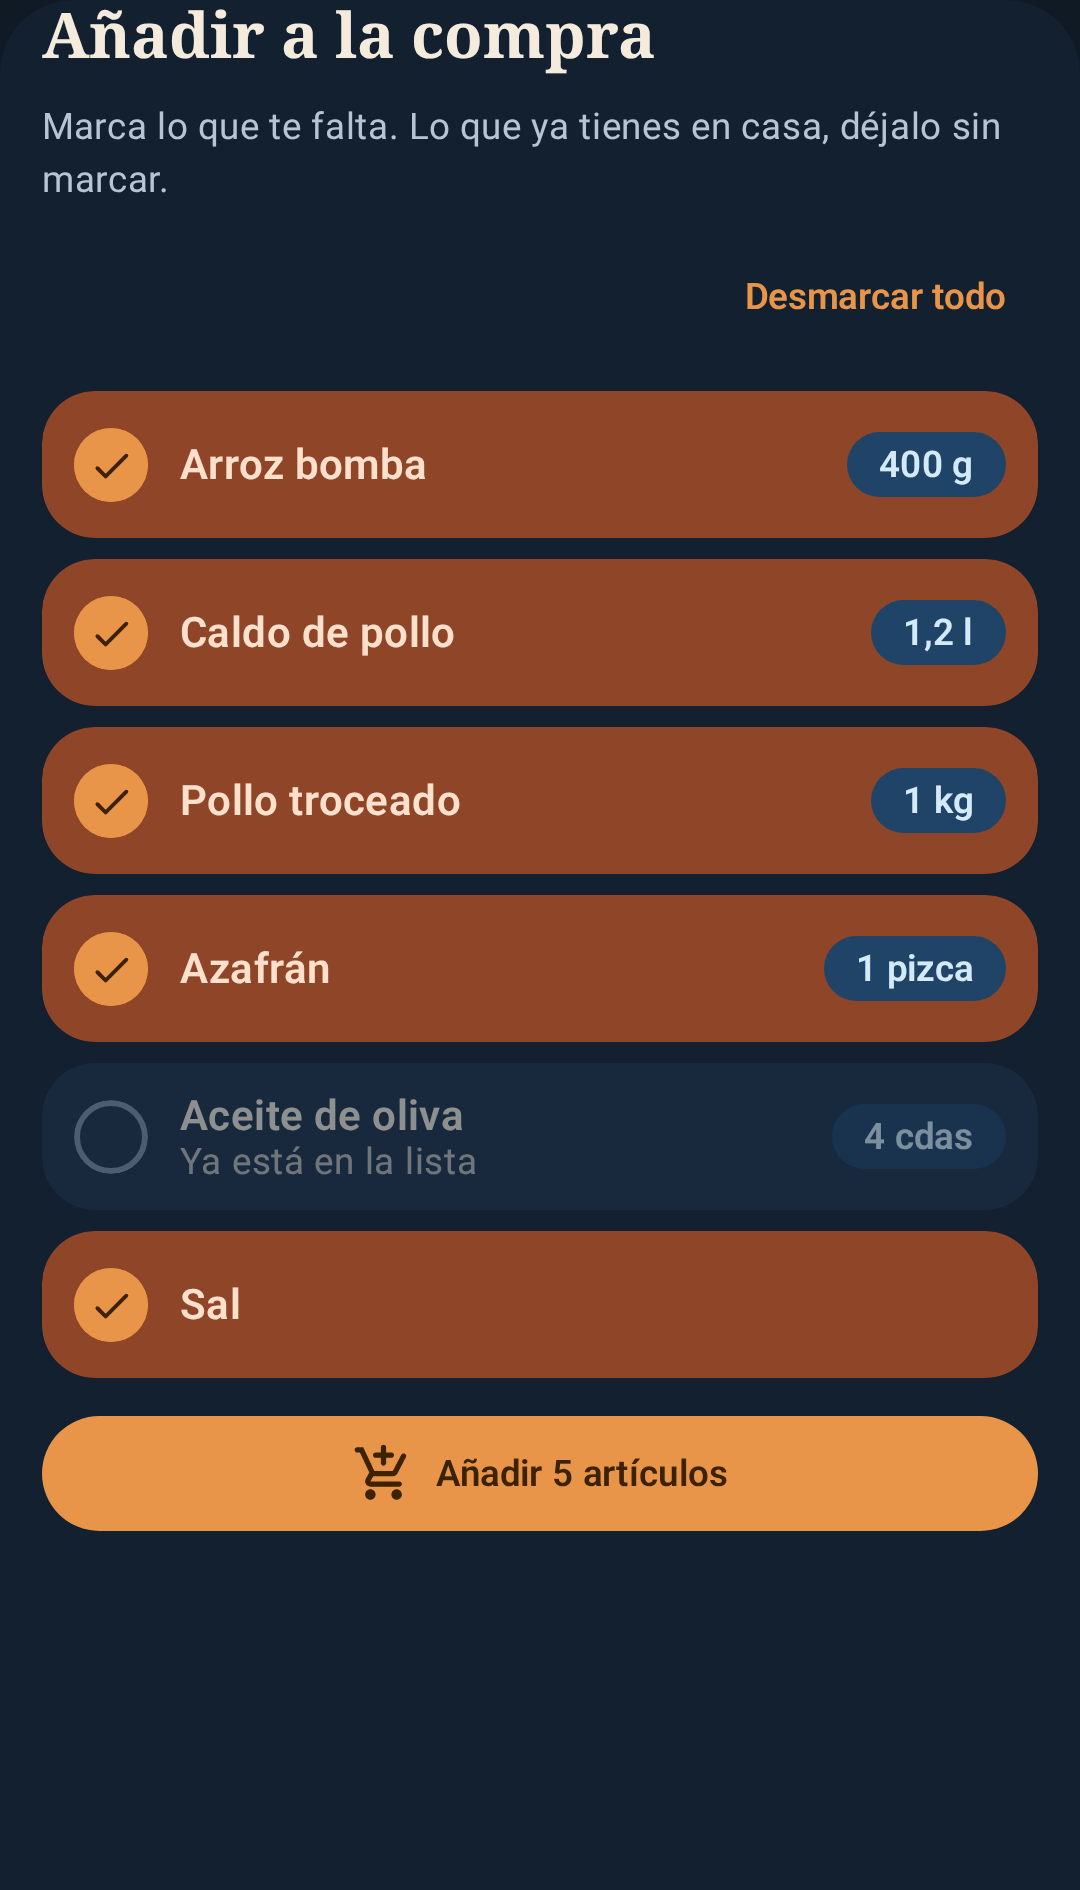 Añadir a la compra
Marca lo que te falta. Lo que ya tienes en casa, déjalo sin
marcar.
Desmarcar todo
Arroz bomba
400 g
Caldo de pollo
1,2 l
Pollo troceado
1 kg
Azafrán
1 pizca
Aceite de oliva
Ya está en la lista
4 cdas
Sal
Añadir 5 artículos